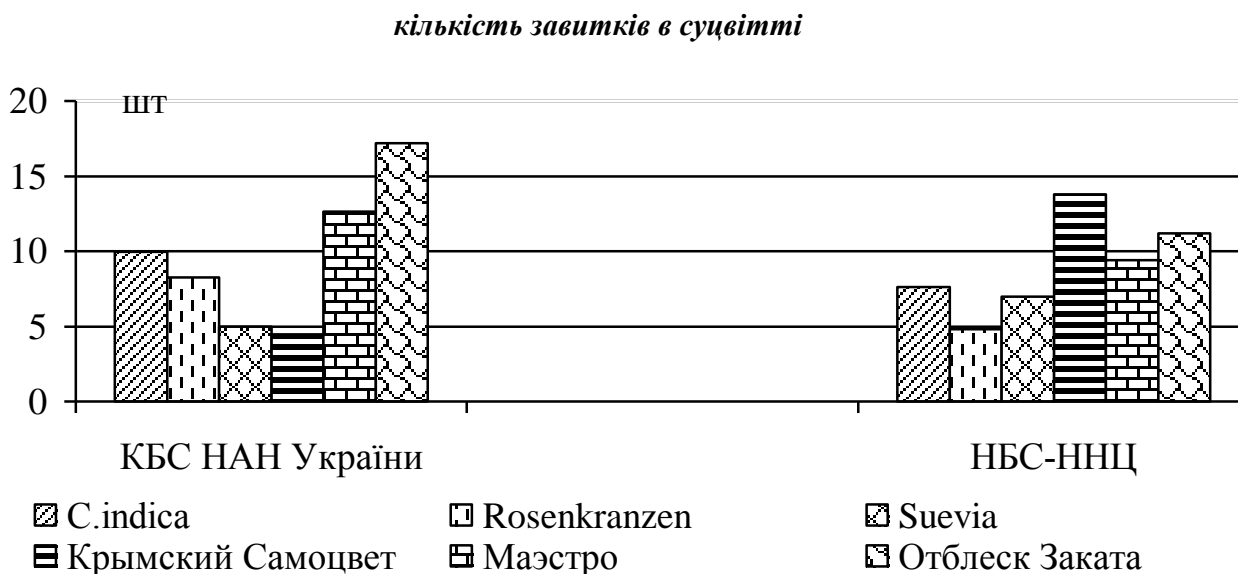 кількість завитків в суцвітті
шт
20
15
10
5
0
КБС НАН України НБС-ННЦ
C.indica Rosenkranzen Suevia
Крымский Самоцвет Маэстро Отблеск Заката